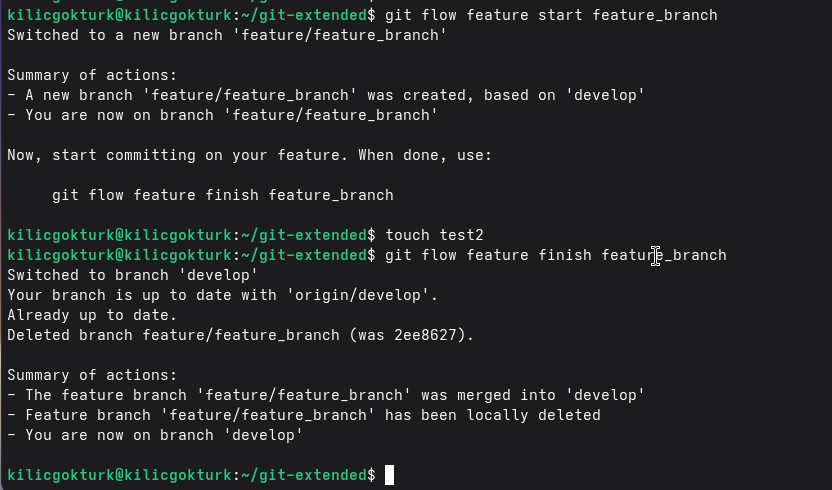 kilicgokturk@kilicgokturk:~/git-extended$ git flow feature start feature_branch
Switched to a new branch 'feature/feature_branch'
Summary of actions:
- A new branch 'feature/feature_branch' was created, based on 'develop'
- You are now on branch 'feature/feature_branch'
Now, start committing on your feature. When done, use:
git flow feature finish feature_branch
kilicgokturk@kilicgokturk:~/git-extended$ touch test2
kilicgokturk@kilicgokturk:~/git-extended$ git flow feature finish feature_branch
Switched to branch 'develop'
Your branch is up to date with 'origin/develop'.
Already up to date.
Deleted branch feature/feature_branch (was 2ee8627).
Summary of actions:
- The feature branch 'feature/feature_branch' was merged into 'develop'
- Feature branch 'feature/feature_branch' has been locally deleted
- You are now on branch 'develop'
kilicgokturk@kilicgokturk:~/git-extended$